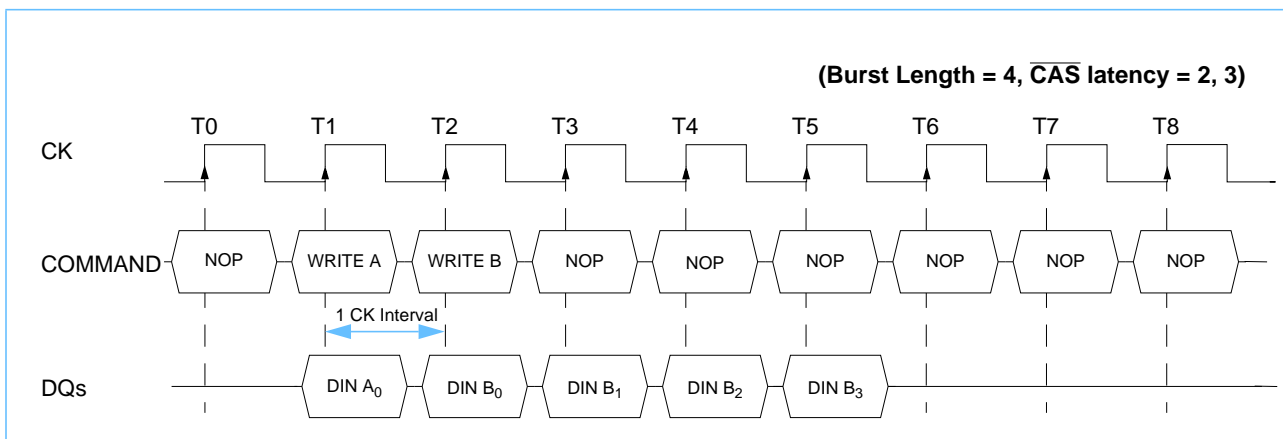 (Burst Length = 4, CAS latency = 2, 3)
T0 T1 T2 T3 T4 T5 T6 T7 T8
CK
COMMAND NOP WRITE A WRITE B NOP NOP NOP NOP NOP NOP
1 CK Interval
DQs DIN A0 DIN B0 DIN B1 DIN B2 DIN B3